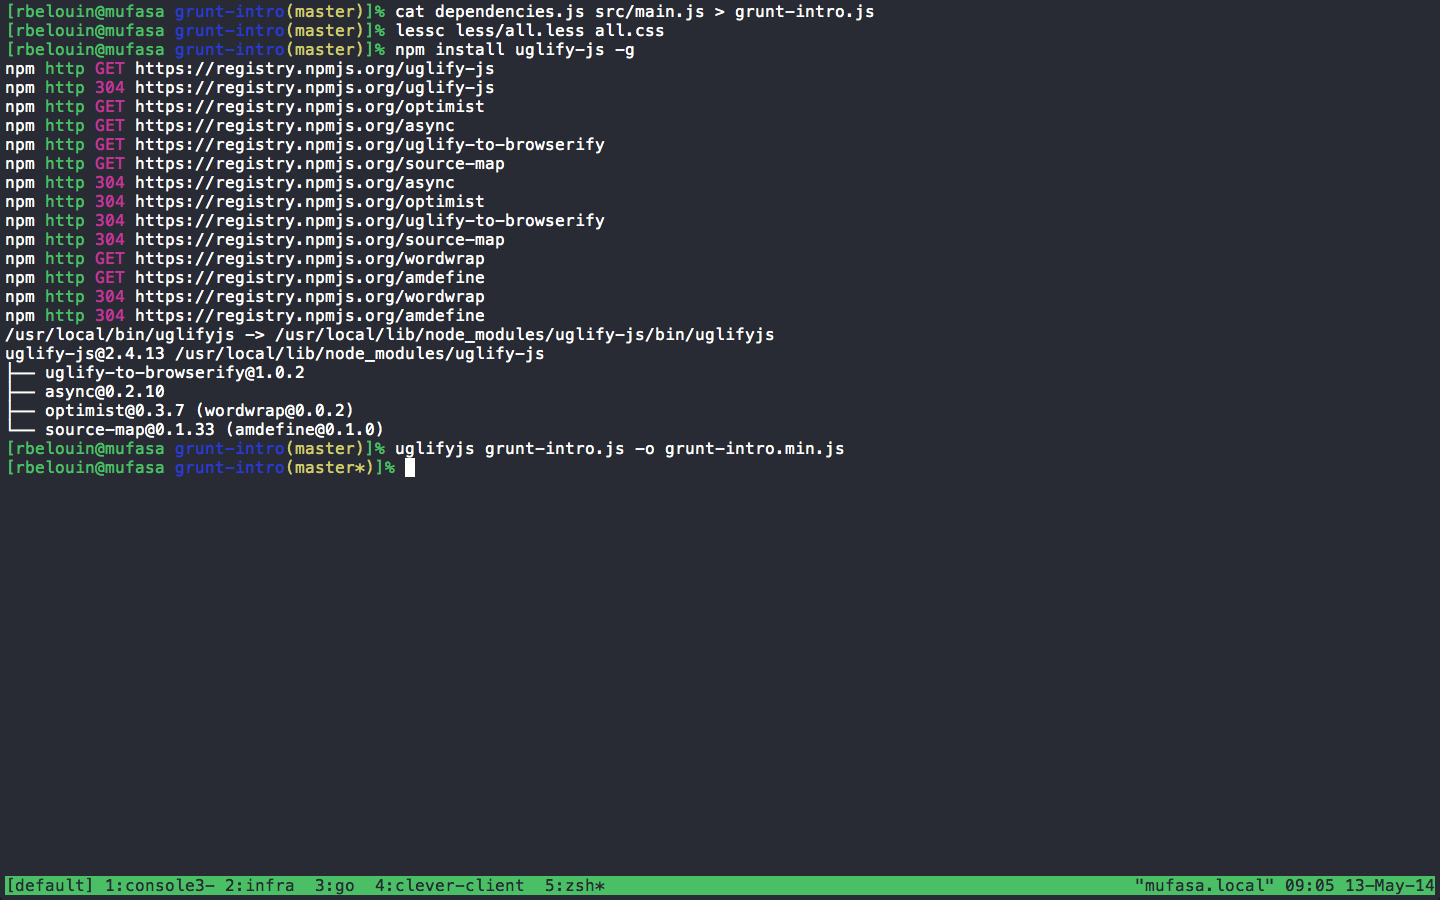 [rbelouin@mufasa grunt-intro(master)]% cat dependencies.js src/main.js > grunt-intro.js
[rbelouin@mufasa grunt-intro(master)]% lessc less/all.less all.css
[rbelouin@mufasa grunt-intro(master)]% npm install uglify-js -g
npm http GET https://registry.npmjs.org/uglify-js
npm http 304 https://registry.npmjs.org/uglify-js
npm http GET https://registry.npmjs.org/optimist
npm http GET https://registry.npmjs.org/async
npm http GET https://registry.npmjs.org/uglify-to-browserify
npm http GET https://registry.npmjs.org/source-map
npm http 304 https://registry.npmjs.org/async
npm http 304 https://registry.npmjs.org/optimist
npm http 304 https://registry.npmjs.org/uglify-to-browserify
npm http 304 https://registry.npmjs.org/source-map
npm http GET https://registry.npmjs.org/wordwrap
npm http GET https://registry.npmjs.org/amdefine
npm http 304 https://registry.npmjs.org/wordwrap
npm http 304 https://registry.npmjs.org/amdefine
/usr/local/bin/uglifyjs -> /usr/local/lib/node_modules/uglify-js/bin/uglifyjs
uglify-js@2.4.13 /usr/local/lib/node_modules/uglify-js
├── uglify-to-browserify@1.0.2
├── async@0.2.10
├── optimist@0.3.7 (wordwrap@0.0.2)
└── source-map@0.1.33 (amdefine@0.1.0)
[rbelouin@mufasa grunt-intro(master)]% uglifyjs grunt-intro.js -o grunt-intro.min.js
[rbelouin@mufasa grunt-intro(master*)]%
[default] 1:console3- 2:infra  3:go  4:clever-client  5:zsh* "mufasa.local" 09:05 13-May-14